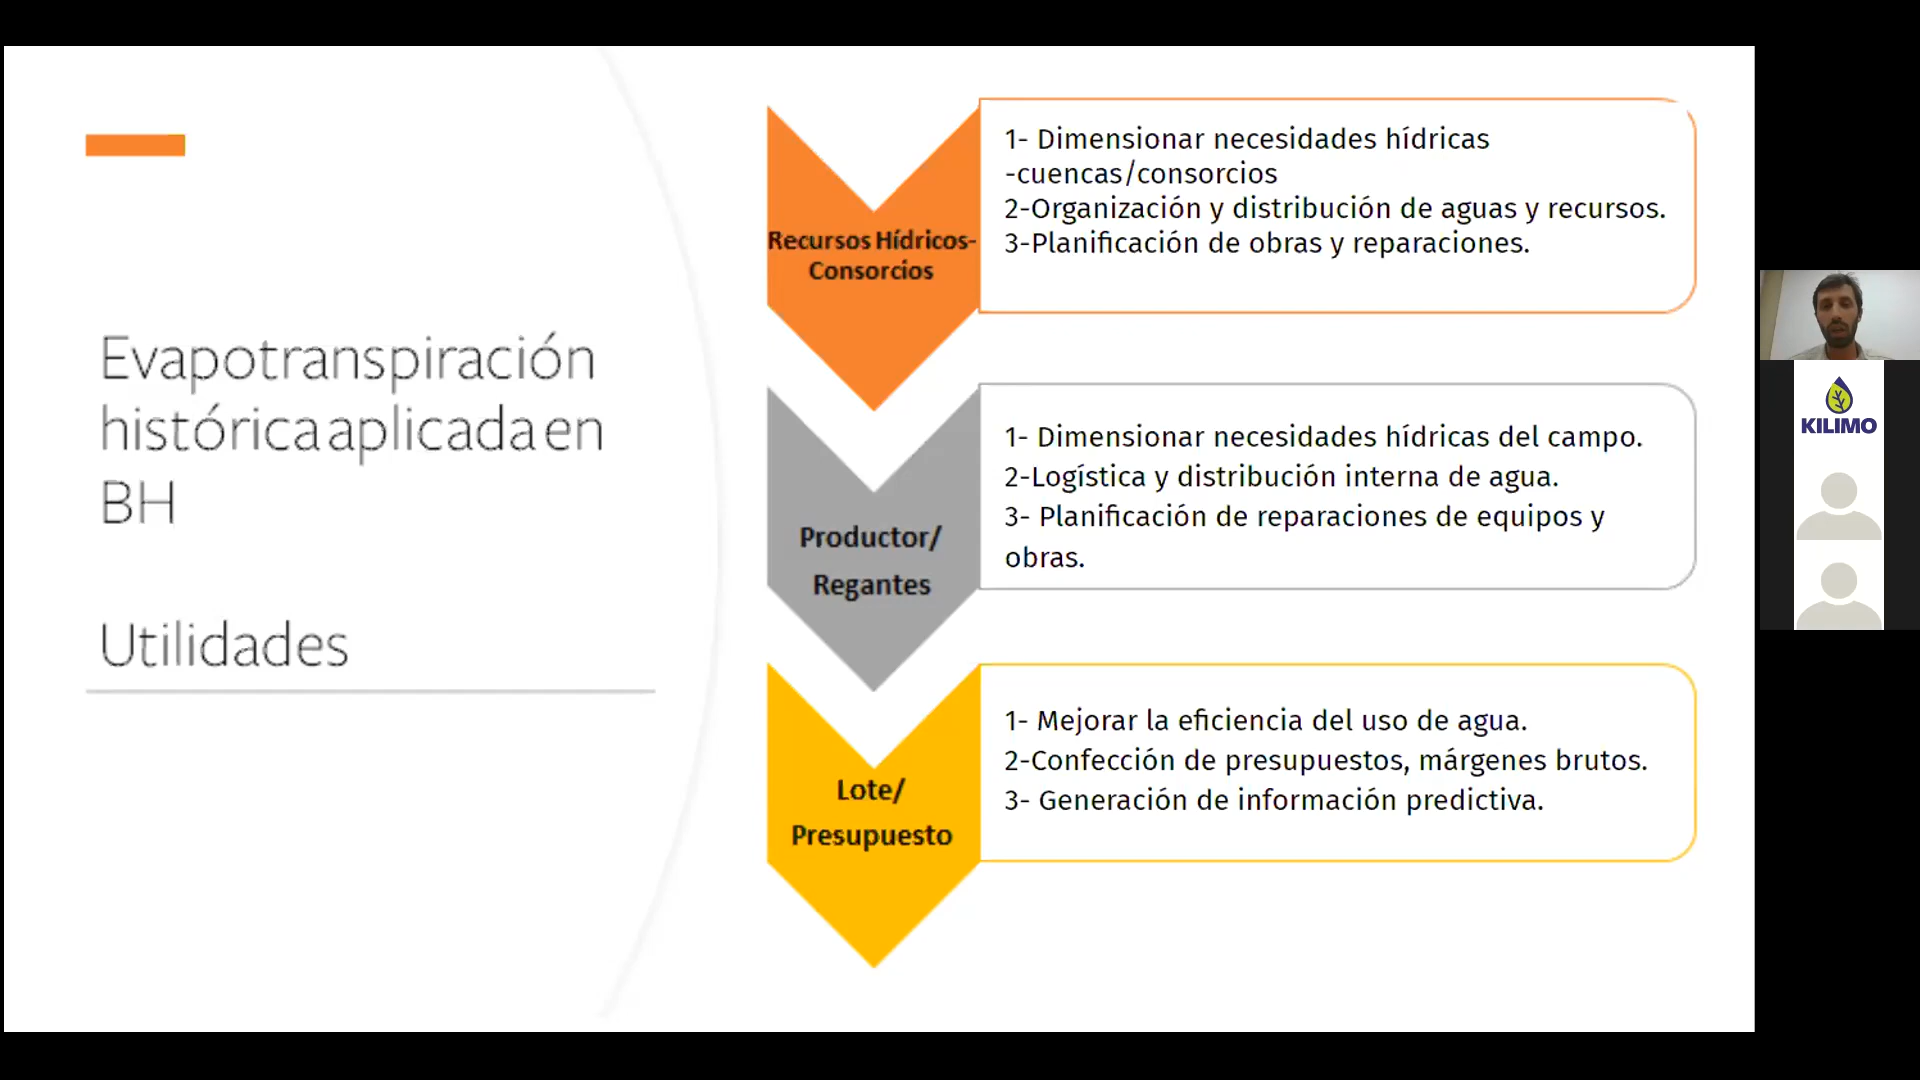 Evapotranspiración
histórica aplicada en
BH
Utilidades
Recursos Hídricos-
Consorcios
1- Dimensionar necesidades hídricas
-cuencas/consorcios
2-Organización y distribución de aguas y recursos.
3-Planificación de obras y reparaciones.
Productor/
Regantes
1- Dimensionar necesidades hídricas del campo.
2-Logística y distribución interna de agua.
3- Planificación de reparaciones de equipos y
obras.
Lote/
Presupuesto
1- Mejorar la eficiencia del uso de agua.
2-Confección de presupuestos, márgenes brutos.
3- Generación de información predictiva.
KILIMO